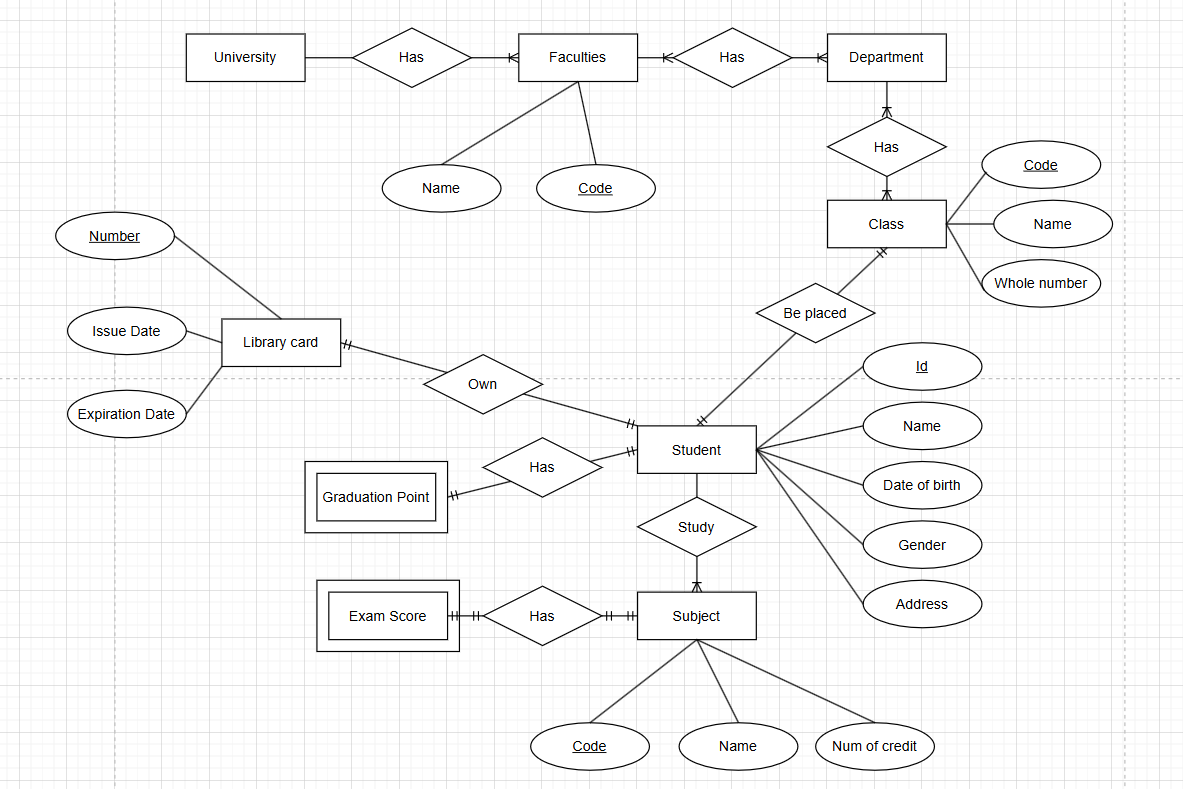 University
Has
Faculties
Has
Department
Has
Name
Code
Code
Class
Name
Number
Whole number
Be placed
Issue Date
Library card
Id
Own
Expiration Date
Name
Student
Has
Date of birth
Graduation Point
Study
Gender
Address
Exam Score
Has
Subject
Code
Name
Num of credit